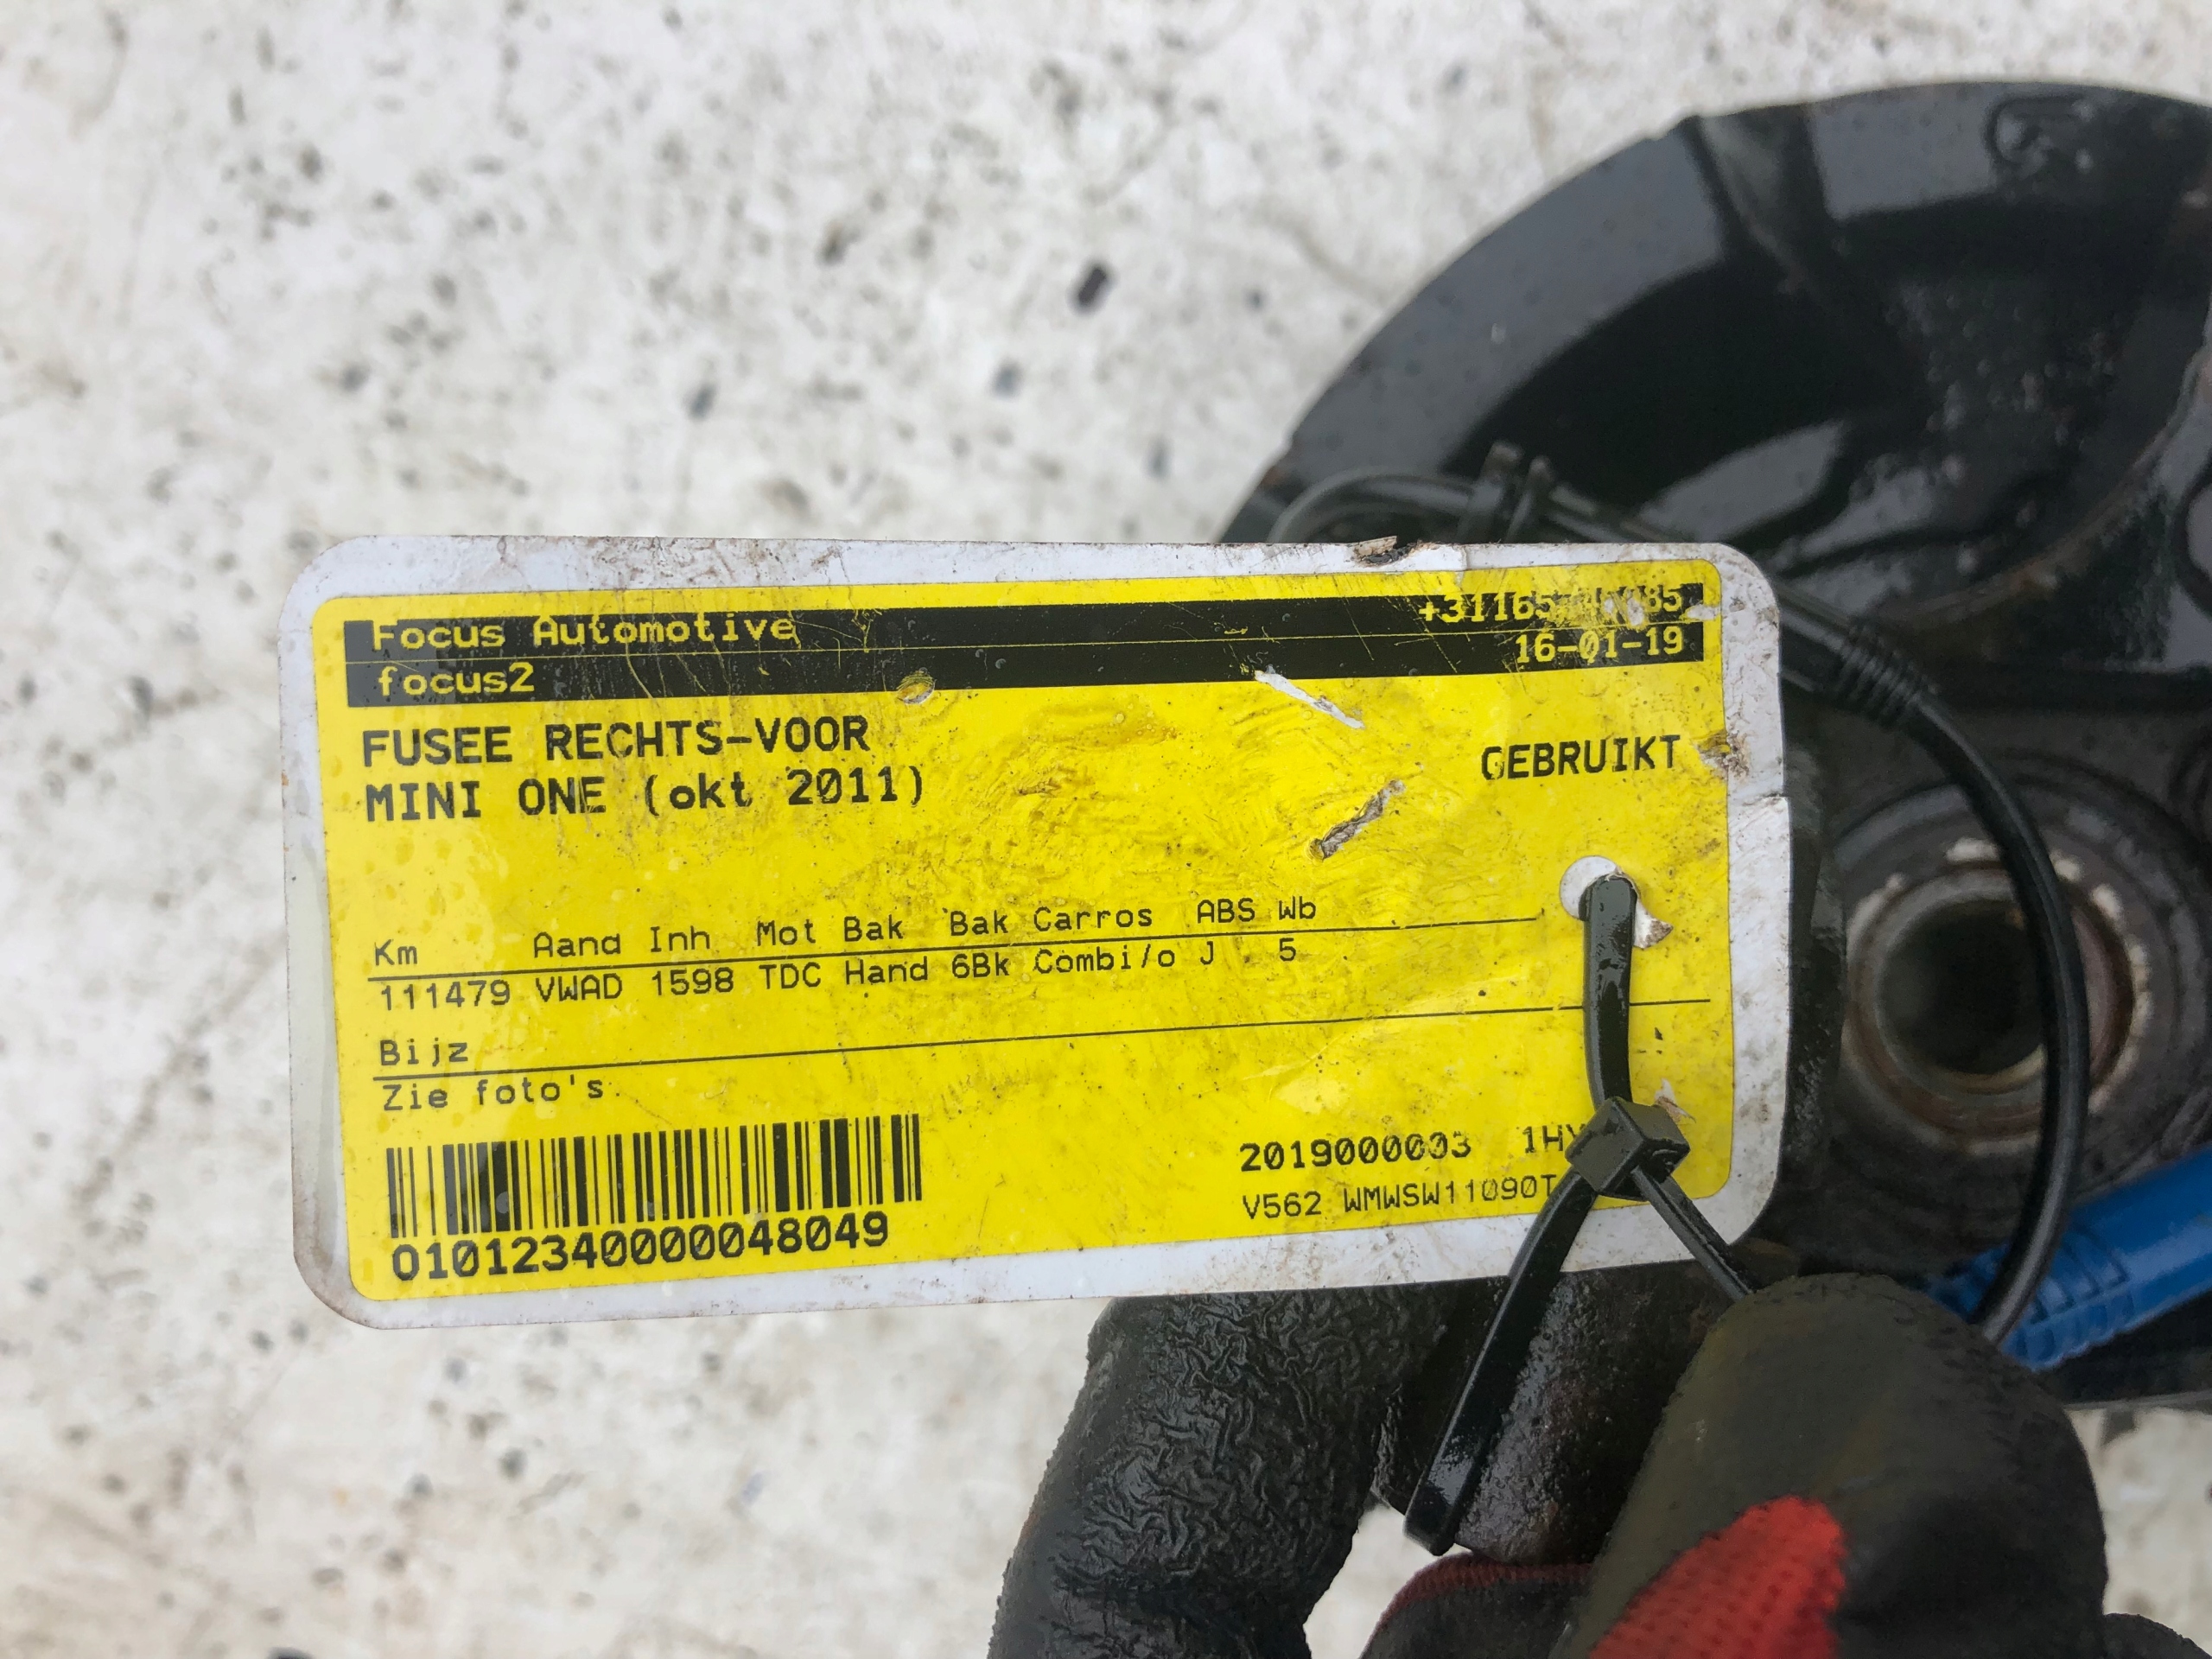 Focus Automotive
16-01-19
focus2
FUSEE RECHTS-VOOR
GEBRUIKT
MINI ONE (okt 2011)
Km Aand Inh Mot Bak Bak Carros ABS Wb
111479 VWAD 1598 TDC Hand 6Bk Combi/o J 5
Bijz
Zie foto's.
2019000003
V562 WMWSW11090T
01012340000048049